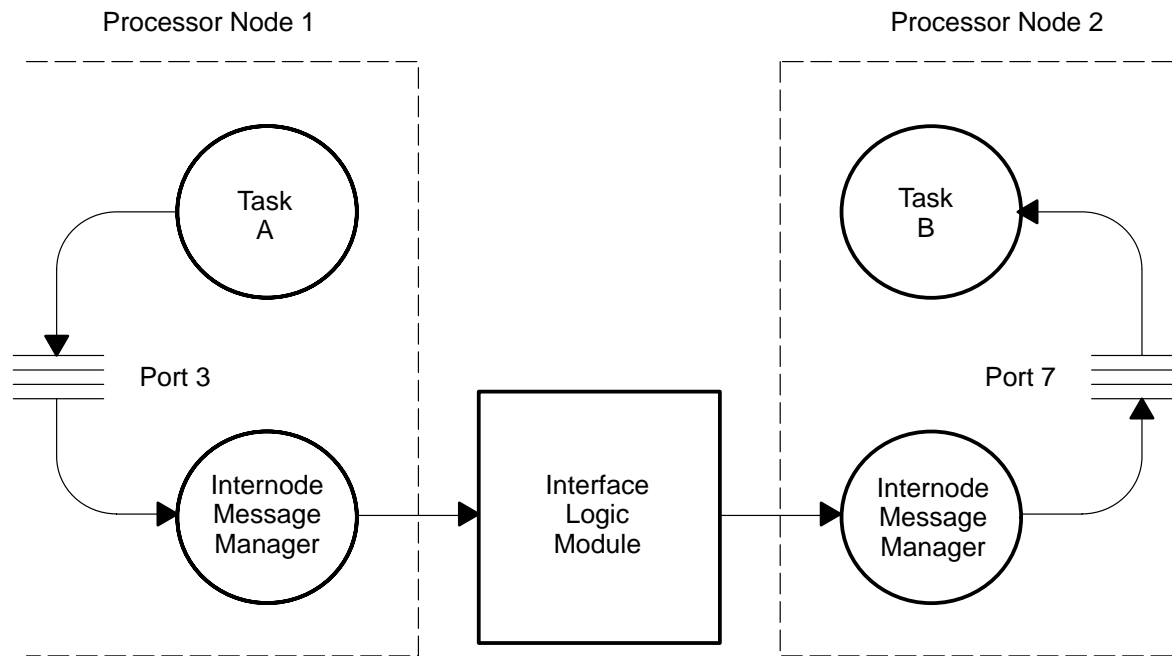 Processor Node 1
Processor Node 2
Task
A
Task
B
Port 3
Port 7
Internode
Message
Manager
Interface
Logic
Module
Internode
Message
Manager